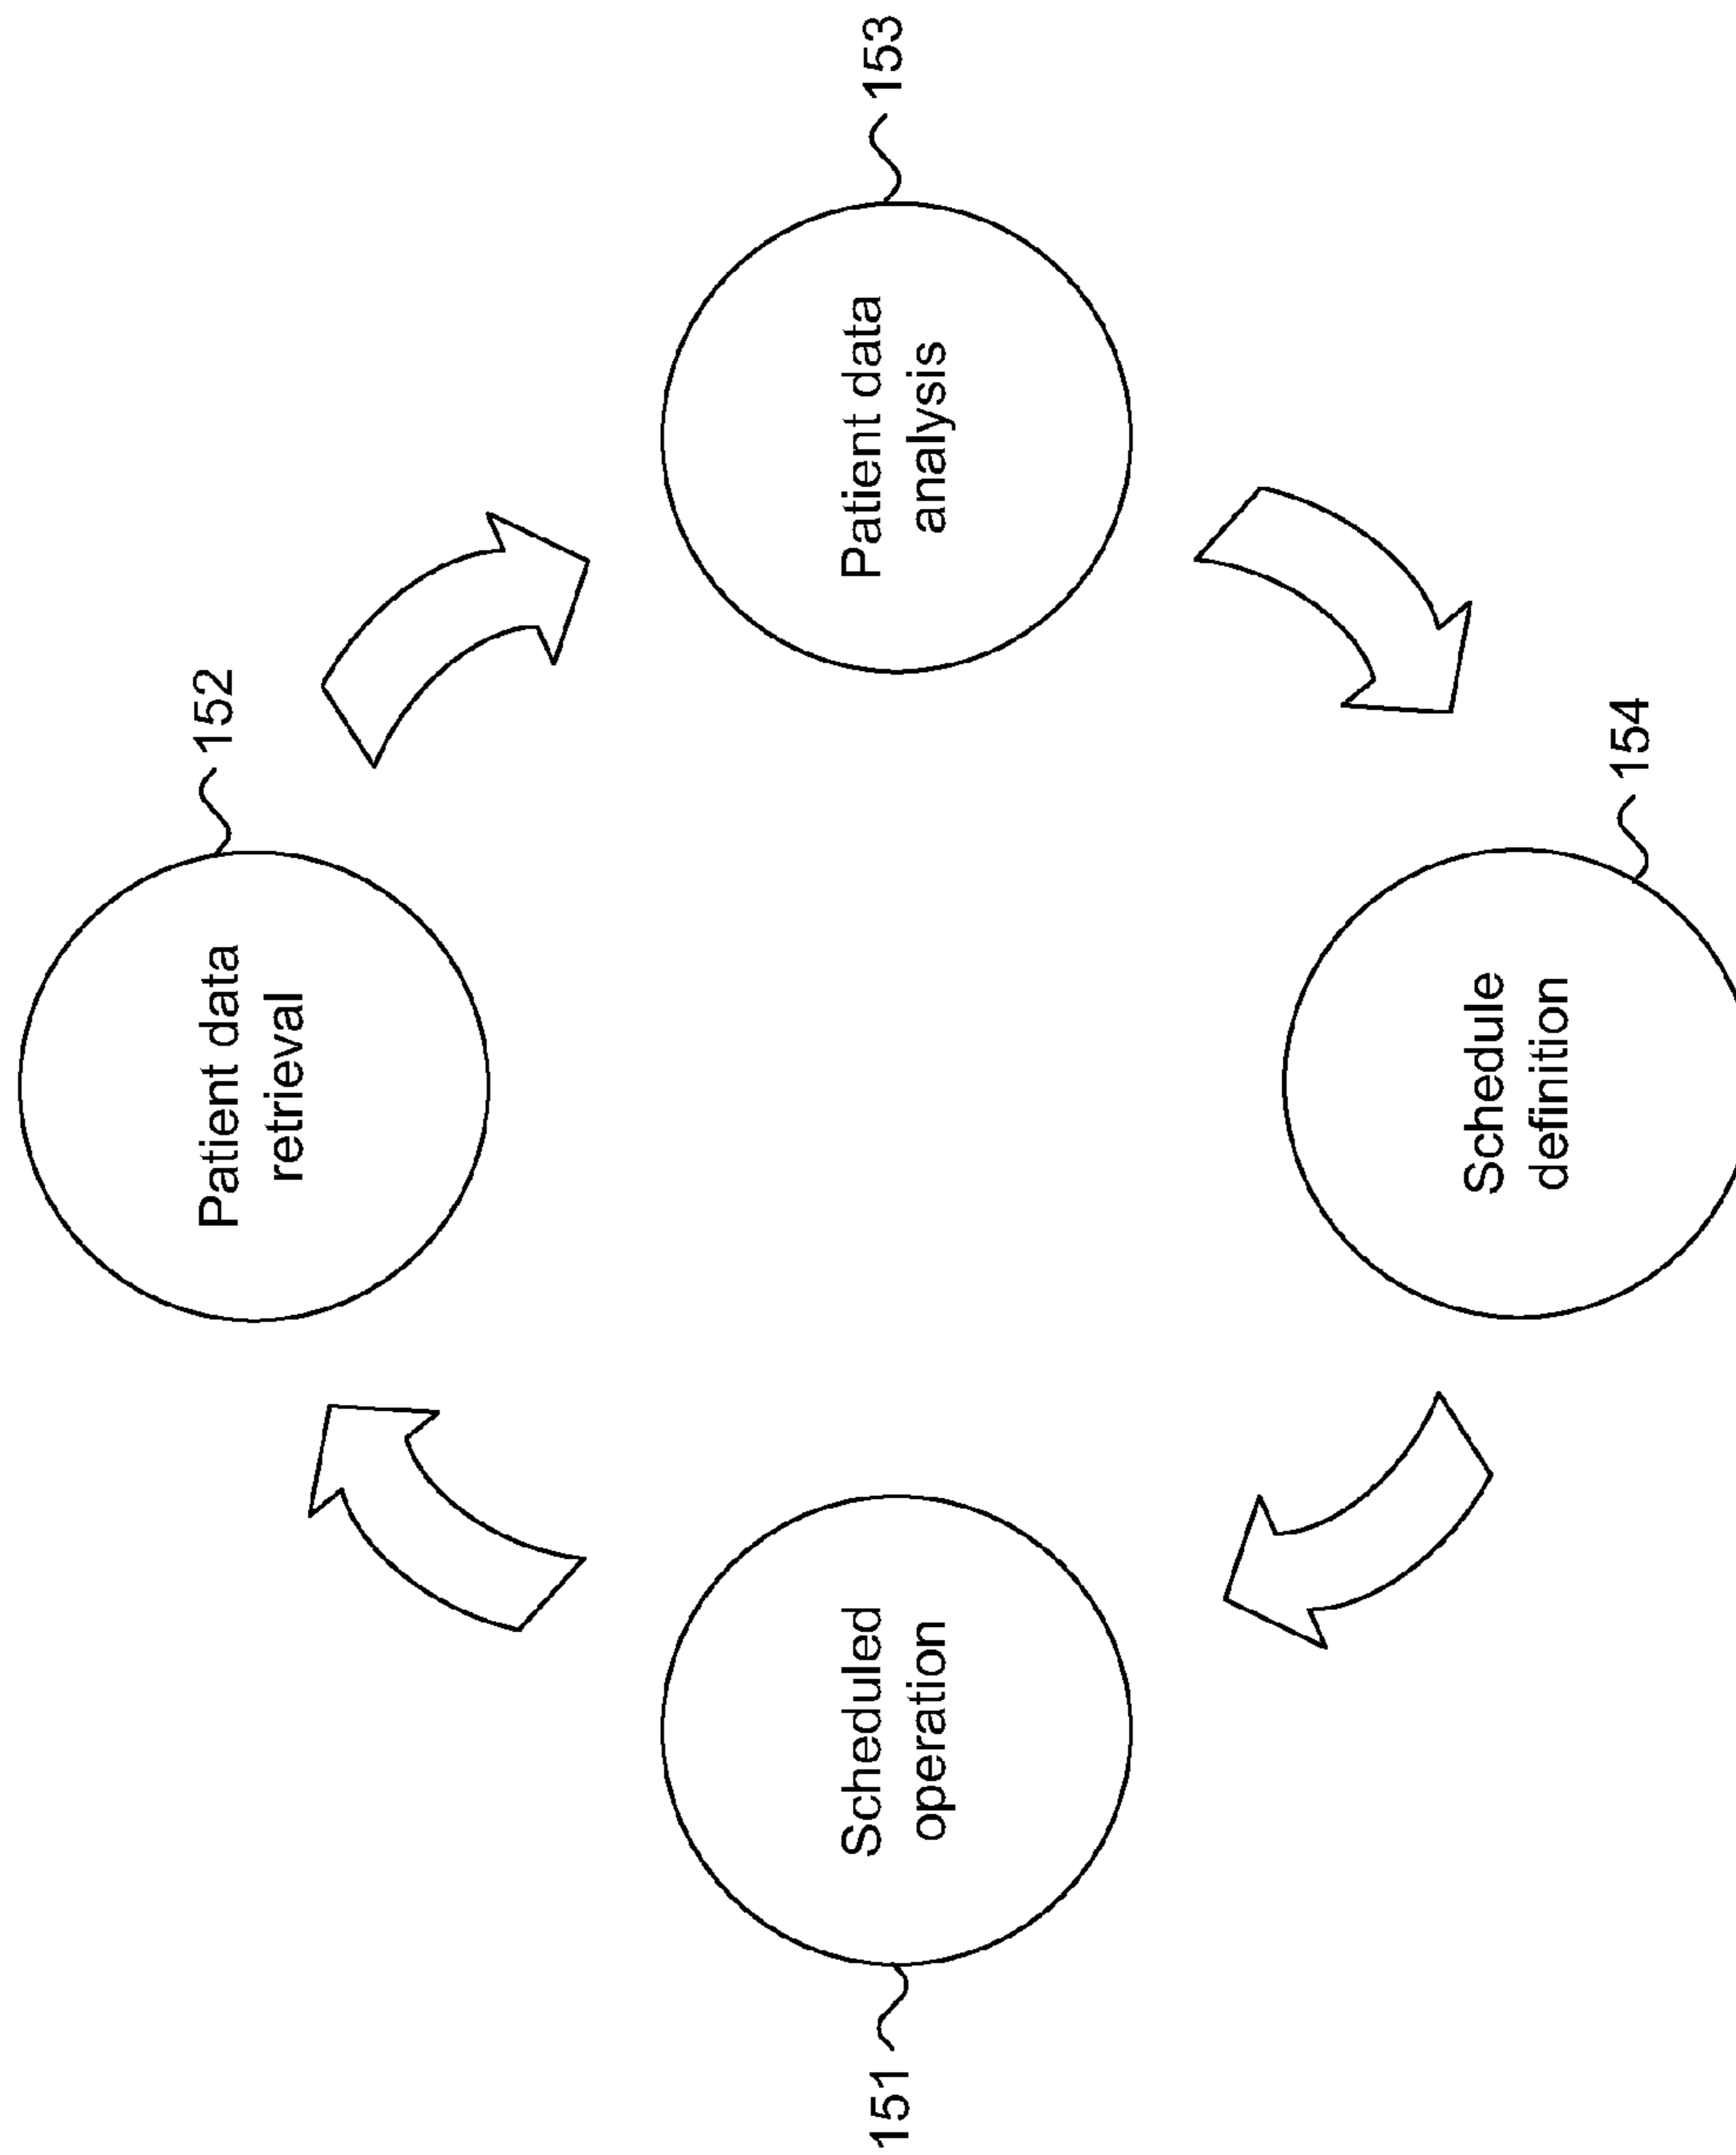 152
Patient data
retrieval
153
Patient data
analysis
154
Schedule
definition
151
Scheduled
operation